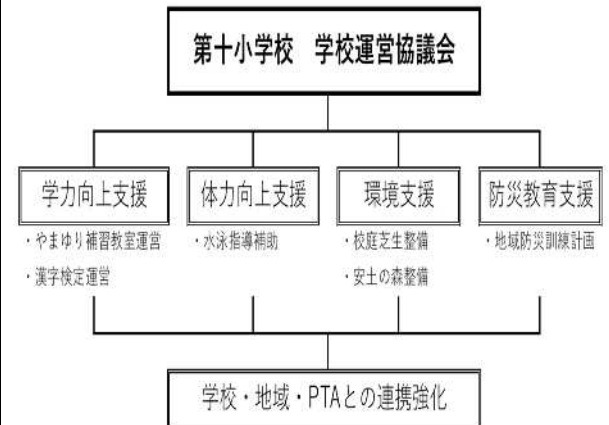 第十小学校　学校運営協議会
学力向上支援
・やまゆり補習教室運営
・漢字検定運営
体力向上支援
・水泳指導補助
環境支援
・校庭芝生整備
・安土の森整備
防災教育支援
・地域防災訓練計画
学校・地域・PTAとの連携強化